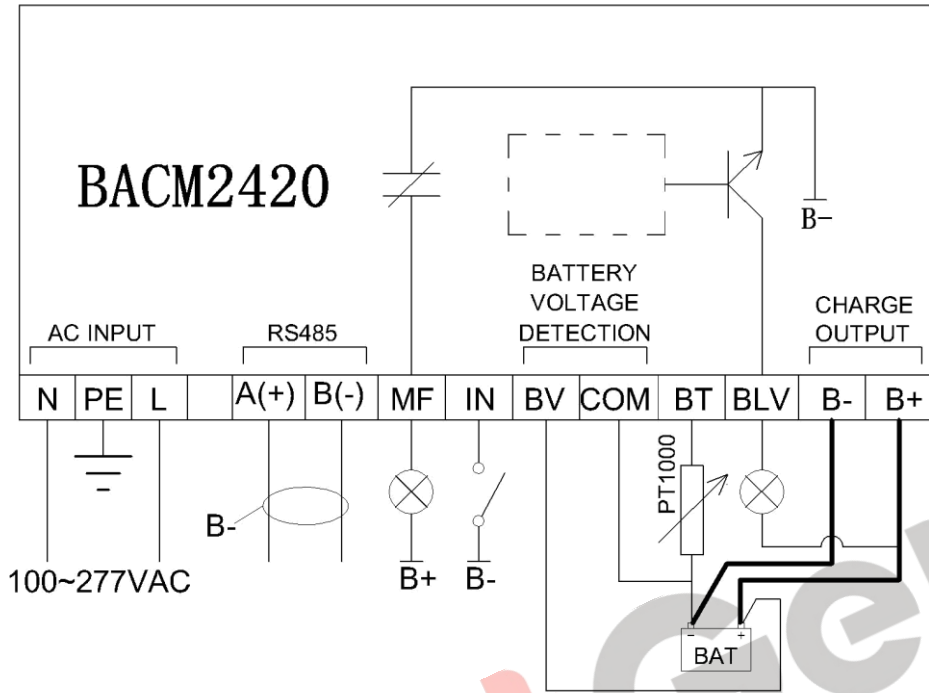 BACM2420
B-
BATTERY
VOLTAGE
DETECTION
CHARGE
OUTPUT
AC INPUT
RS485
N PE L A(+) B(-) MF IN BV COM BT BLV B- B+
PT1000
B-
B+ B-
100~277VAC
- +
BAT